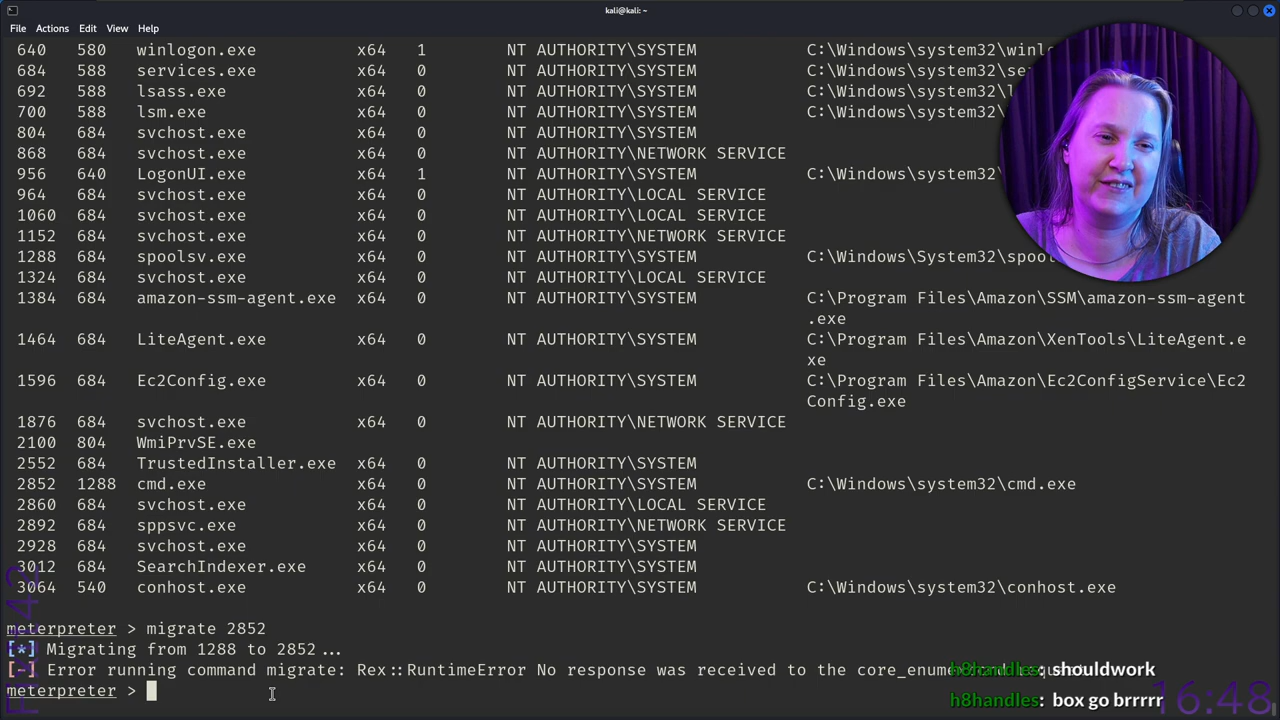 kali@kali: ~
File Actions Edit View Help
640 580 winlogon.exe x64 1 NT AUTHORITY\SYSTEM C:\Windows\system32\winlo
684 588 services.exe x64 0 NT AUTHORITY\SYSTEM C:\Windows\system32\se
692 588 lsass.exe x64 0 NT AUTHORITY\SYSTEM C:\Windows\system32\l
700 588 lsm.exe x64 0 NT AUTHORITY\SYSTEM C:\Windows\system32\
804 684 svchost.exe x64 0 NT AUTHORITY\SYSTEM
868 684 svchost.exe x64 0 NT AUTHORITY\NETWORK SERVICE
956 640 LogonUI.exe x64 1 NT AUTHORITY\SYSTEM C:\Windows\system32\
964 684 svchost.exe x64 0 NT AUTHORITY\LOCAL SERVICE
1060 684 svchost.exe x64 0 NT AUTHORITY\LOCAL SERVICE
1152 684 svchost.exe x64 0 NT AUTHORITY\NETWORK SERVICE
1288 684 spoolsv.exe x64 0 NT AUTHORITY\SYSTEM C:\Windows\System32\spoo
1324 684 svchost.exe x64 0 NT AUTHORITY\LOCAL SERVICE
1384 684 amazon-ssm-agent.exe x64 0 NT AUTHORITY\SYSTEM C:\Program Files\Amazon\SSM\amazon-ssm-agent
.exe
1464 684 LiteAgent.exe x64 0 NT AUTHORITY\SYSTEM C:\Program Files\Amazon\XenTools\LiteAgent.e
xe
1596 684 Ec2Config.exe x64 0 NT AUTHORITY\SYSTEM C:\Program Files\Amazon\Ec2ConfigService\Ec2
Config.exe
1876 684 svchost.exe x64 0 NT AUTHORITY\NETWORK SERVICE
2100 804 WmiPrvSE.exe
2552 684 TrustedInstaller.exe x64 0 NT AUTHORITY\SYSTEM
2852 1288 cmd.exe x64 0 NT AUTHORITY\SYSTEM C:\Windows\system32\cmd.exe
2860 684 svchost.exe x64 0 NT AUTHORITY\LOCAL SERVICE
2892 684 sppsvc.exe x64 0 NT AUTHORITY\NETWORK SERVICE
2928 684 svchost.exe x64 0 NT AUTHORITY\SYSTEM
3012 684 SearchIndexer.exe x64 0 NT AUTHORITY\SYSTEM
3064 540 conhost.exe x64 0 NT AUTHORITY\SYSTEM C:\Windows\system32\conhost.exe
meterpreter > migrate 2852
[*] Migrating from 1288 to 2852...
[-] Error running command migrate: Rex::RuntimeError No response was received to the core_enume
meterpreter >
h8handles: shouldwork
h8handles: box go brrrrr
16:48